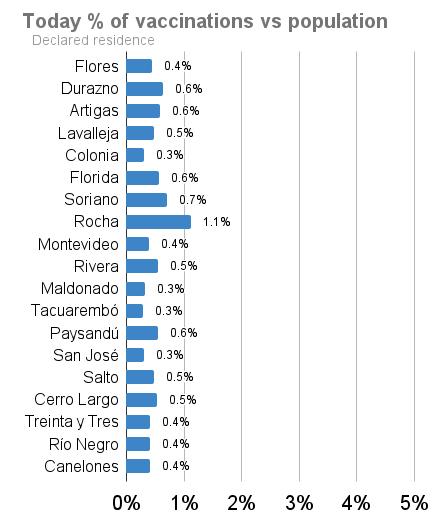 Today % of vaccinations vs population
Declared residence
Flores 0.4%
Durazno 0.6%
Artigas 0.6%
Lavalleja 0.5%
Colonia 0.3%
Florida 0.6%
Soriano 0.7%
Rocha 1.1%
Montevideo 0.4%
Rivera 0.5%
Maldonado 0.3%
Tacuarembó 0.3%
Paysandú 0.6%
San José 0.3%
Salto 0.5%
Cerro Largo 0.5%
Treinta y Tres 0.4%
Río Negro 0.4%
Canelones 0.4%
0% 1% 2% 3% 4% 5%